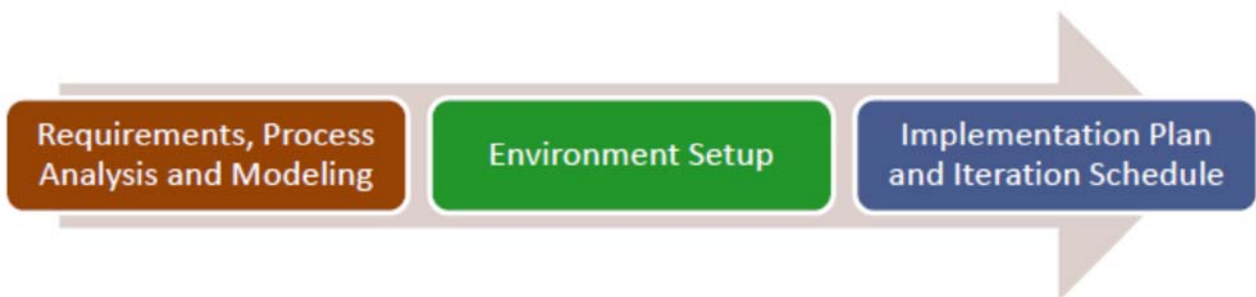 Requirements, Process
Analysis and Modeling
Environment Setup
Implementation Plan
and Iteration Schedule